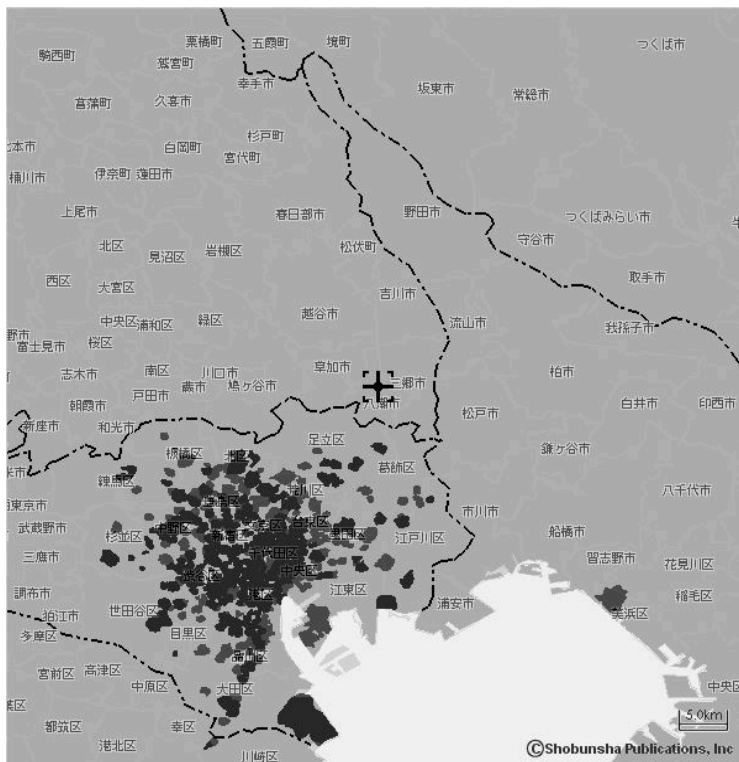 栗橋町 五霞町 境町
騎西町
鷲宮町
つくば市
幸手市
坂東市
常総市
菖蒲町 久喜市
杉戸町
白岡町
宮代町
桶川市 伊奈町 蓮田市
上尾市 春日部市 野田市 つくばみらい市
北区 見沼区 岩槻区 松伏町 守谷市
西区 大宮区 取手市
吉川市
中央区 浦和区 緑区 越谷市 流山市 我孫子市
富士見市 桜区
志木市 南区 川口市 草加市 三郷市 柏市
朝霞市 戸田市 蕨市 鳩ヶ谷市 八潮市 白井市 印西市
新座市 和光市 松戸市
足立区
板橋区 北区 鎌ヶ谷市
練馬区 葛飾区
荒川区 八千代市
豊島区
市川市
武蔵野市 杉並区 中野区 新宿区 文京区 台東区 墨田区 江戸川区 船橋市
三鷹市 千代田区 習志野市 花見川区
渋谷区 中央区
調布市 港区 江東区 稲毛区
狛江市 世田谷区 浦安市 美浜区
多摩区 目黒区
品川区
宮前区 高津区
中原区 大田区 中央区
都筑区 幸区
港北区 川崎区
5.0km
©Shobunsha Publications, Inc